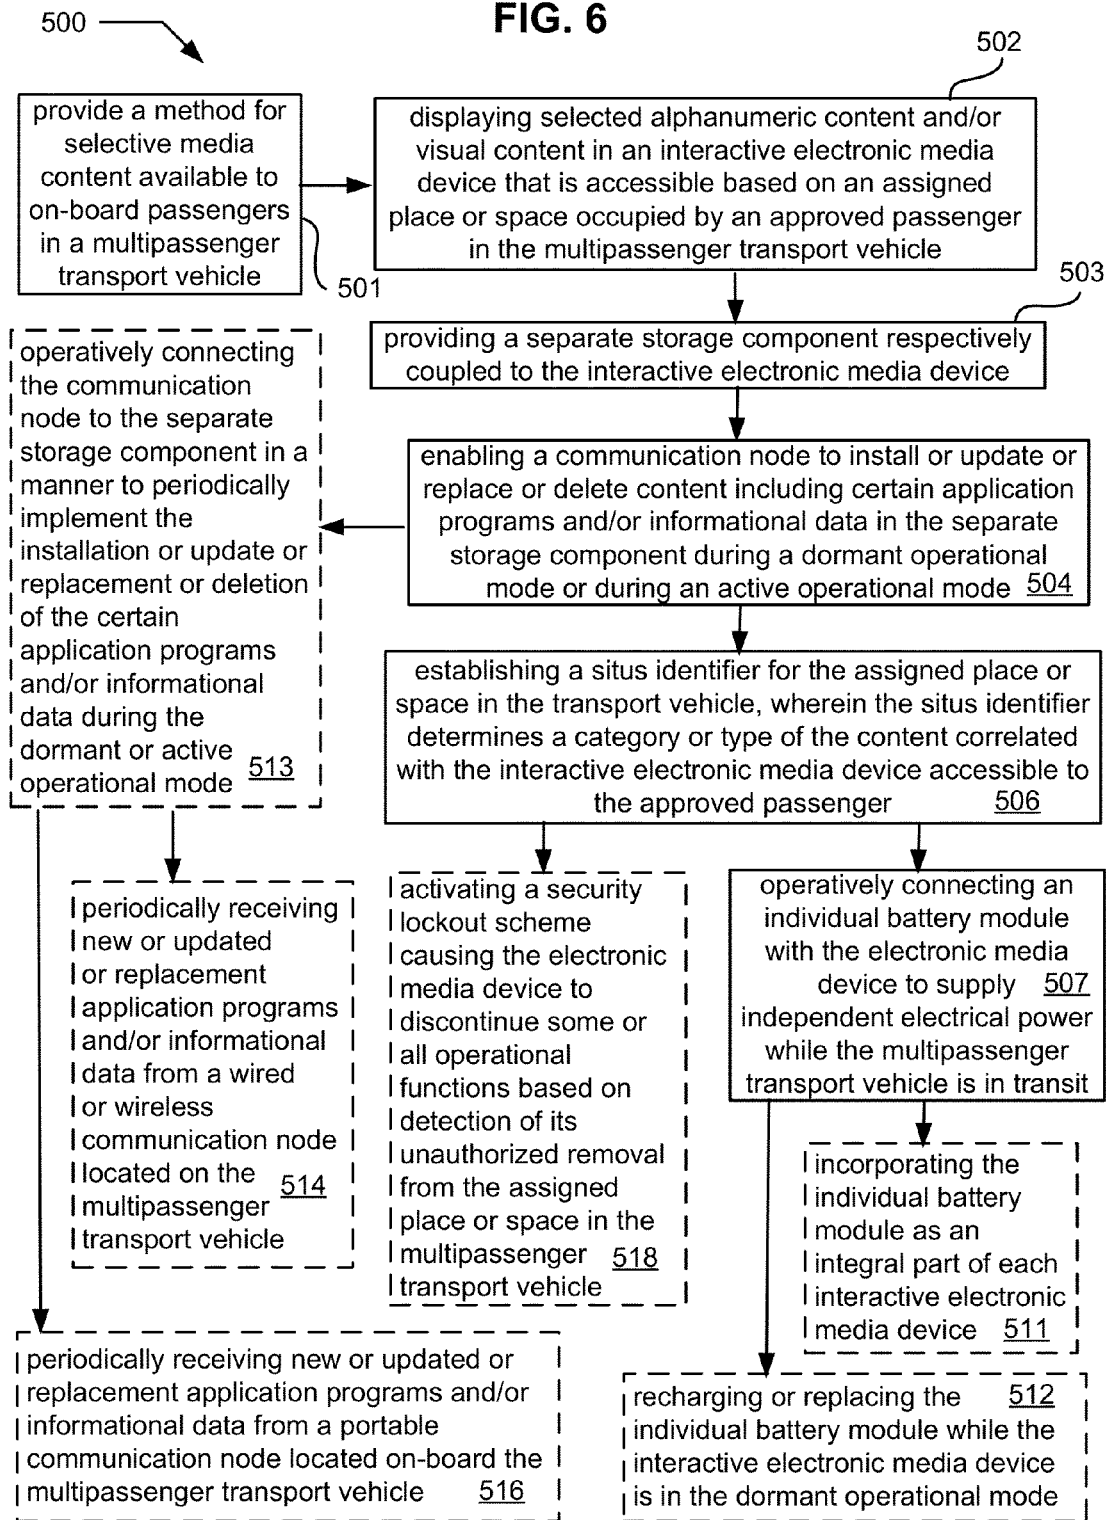 FIG. 6
500
502
provide a method for
selective media
content available to
on-board passengers
in a multipassenger
transport vehicle
501
displaying selected alphanumeric content and/or
visual content in an interactive electronic media
device that is accessible based on an assigned
place or space occupied by an approved passenger
in the multipassenger transport vehicle
503
providing a separate storage component respectively
coupled to the interactive electronic media device
operatively connecting
the communication
node to the separate
storage component in a
manner to periodically
implement the
installation or update or
replacement or deletion
of the certain
application programs
and/or informational
data during the
dormant or active
operational mode 513
enabling a communication node to install or update or
replace or delete content including certain application
programs and/or informational data in the separate
storage component during a dormant operational
mode or during an active operational mode 504
establishing a situs identifier for the assigned place or
space in the transport vehicle, wherein the situs identifier
determines a category or type of the content correlated
with the interactive electronic media device accessible to
the approved passenger 506
periodically receiving
new or updated
or replacement
application programs
and/or informational
data from a wired
or wireless
communication node
located on the
multipassenger 514
transport vehicle
activating a security
lockout scheme
causing the electronic
media device to
discontinue some or
all operational
functions based on
detection of its
unauthorized removal
from the assigned
place or space in the
multipassenger 518
transport vehicle
operatively connecting an
individual battery module
with the electronic media
device to supply 507
independent electrical power
while the multipassenger
transport vehicle is in transit
incorporating the
individual battery
module as an
integral part of each
interactive electronic
media device 511
periodically receiving new or updated or
replacement application programs and/or
informational data from a portable
communication node located on-board the
multipassenger transport vehicle 516
recharging or replacing the 512
individual battery module while the
interactive electronic media device
is in the dormant operational mode